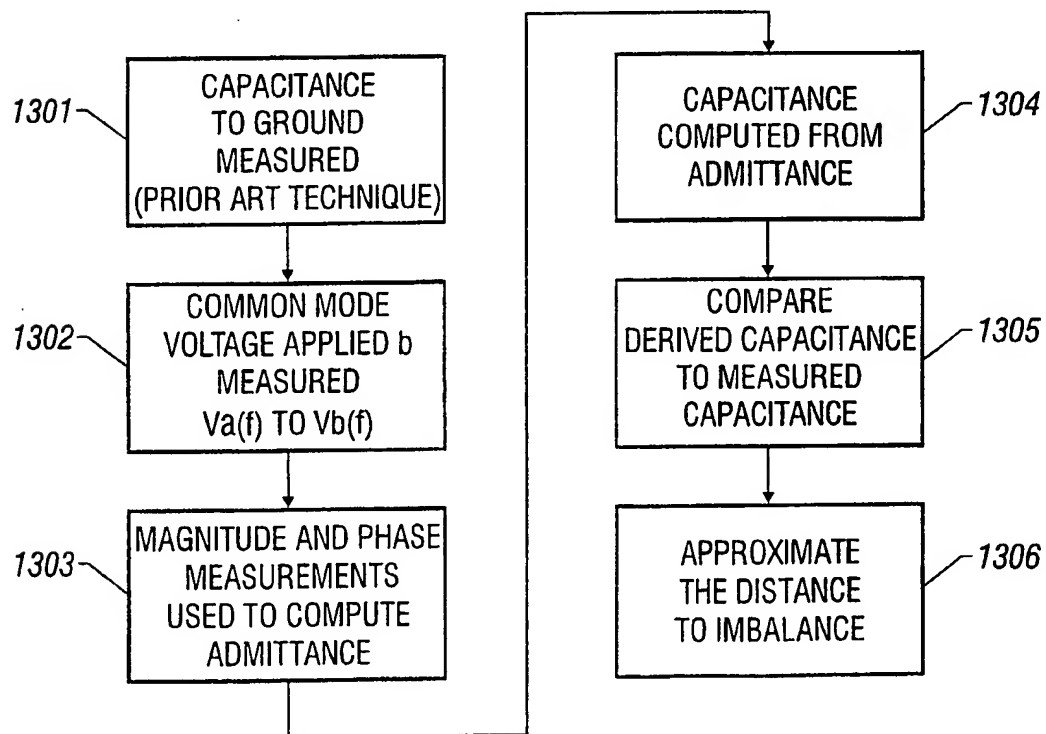 1301
CAPACITANCE
TO GROUND
MEASURED
(PRIOR ART TECHNIQUE)
1302
COMMON MODE
VOLTAGE APPLIED b
MEASURED
Va(f) TO Vb(f)
1303
MAGNITUDE AND PHASE
MEASUREMENTS
USED TO COMPUTE
ADMITTANCE
CAPACITANCE
COMPUTED FROM
ADMITTANCE
1304
COMPARE
DERIVED CAPACITANCE
TO MEASURED
CAPACITANCE
1305
APPROXIMATE
THE DISTANCE
TO IMBALANCE
1306